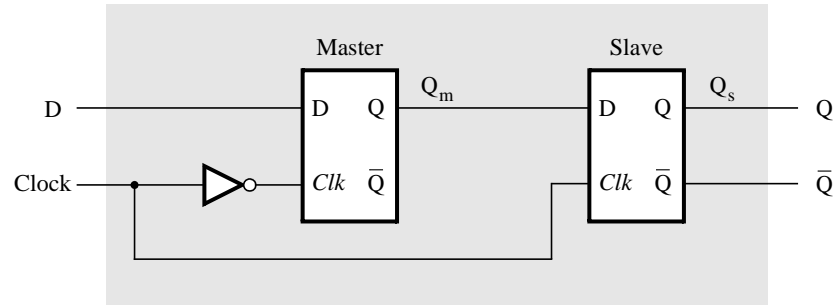 Master Slave
D D Q Q_m D Q Q_s Q
Clock Clk Q̅ Clk Q̅ Q̅